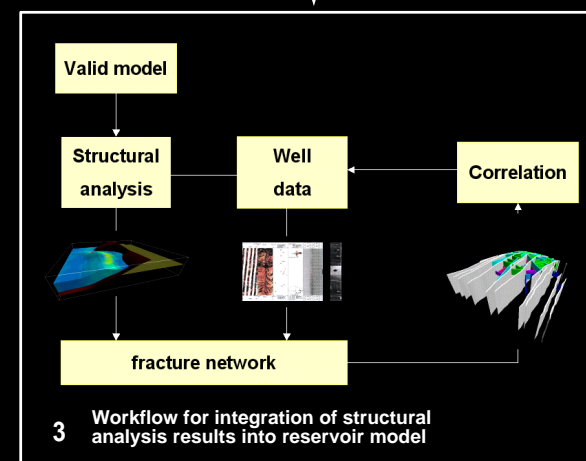 Valid model
Structural
analysis
Well
data
Correlation
fracture network
3 Workflow for integration of structural
analysis results into reservoir model